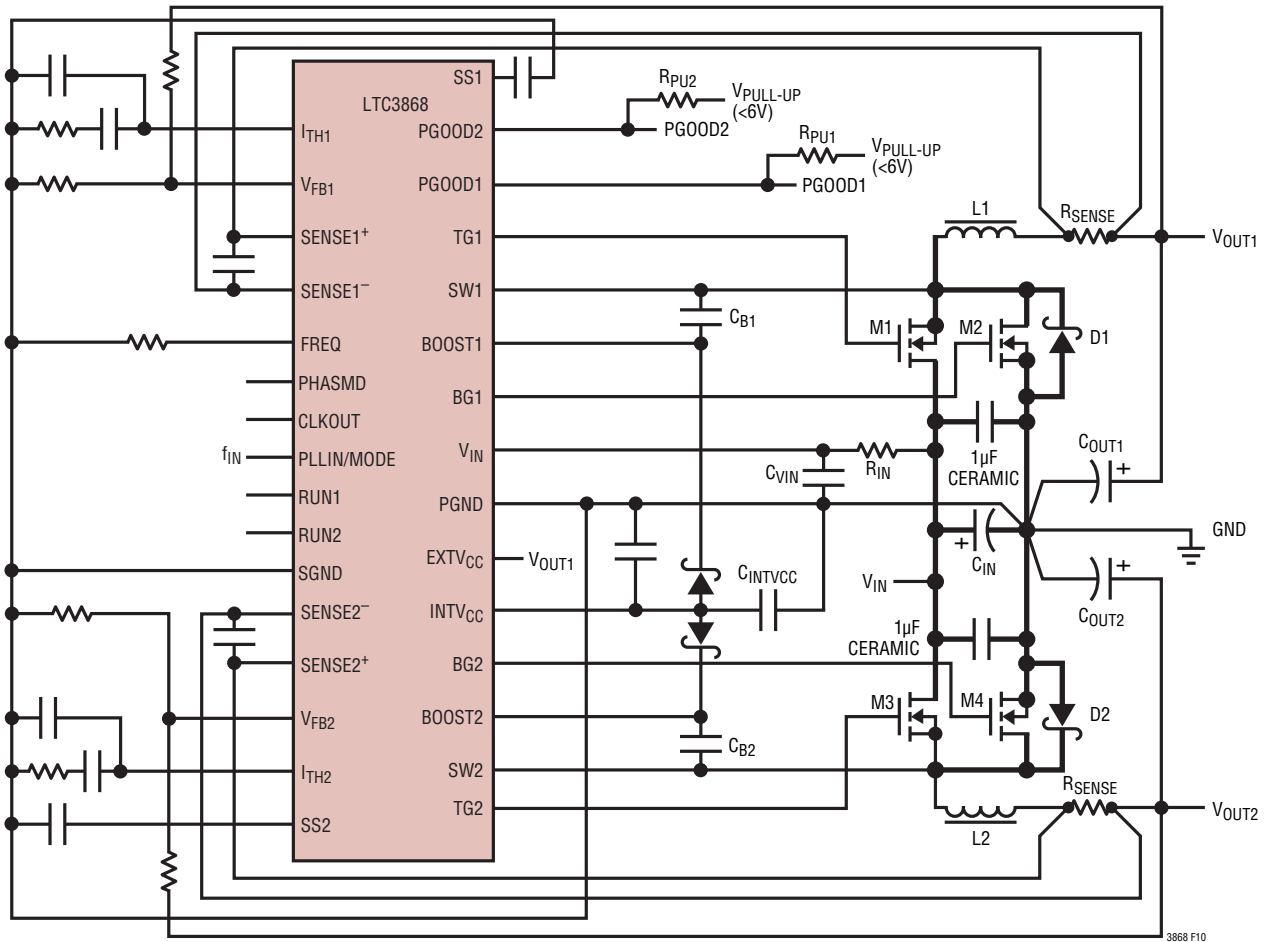 SS1
LTC3868
RPU2
VPULL-UP
(<6V)
ITH1
PGOOD2
PGOOD2
RPU1
VPULL-UP
(<6V)
VFB1
PGOOD1
PGOOD1
L1
RSENSE
SENSE1+
TG1
VOUT1
SENSE1–
SW1
CB1
M1
M2
D1
FREQ
BOOST1
PHASMD
BG1
CLKOUT
COUT1
+
fIN
PLLIN/MODE
VIN
CVIN
RIN
1µF
CERAMIC
RUN1
PGND
RUN2
GND
+
CIN
EXTVCC
VOUT1
SGND
CINTVCC
VIN
+
COUT2
SENSE2–
INTVCC
1µF
CERAMIC
SENSE2+
BG2
M3
M4
D2
VFB2
BOOST2
CB2
ITH2
SW2
RSENSE
TG2
VOUT2
SS2
L2
3868 F10